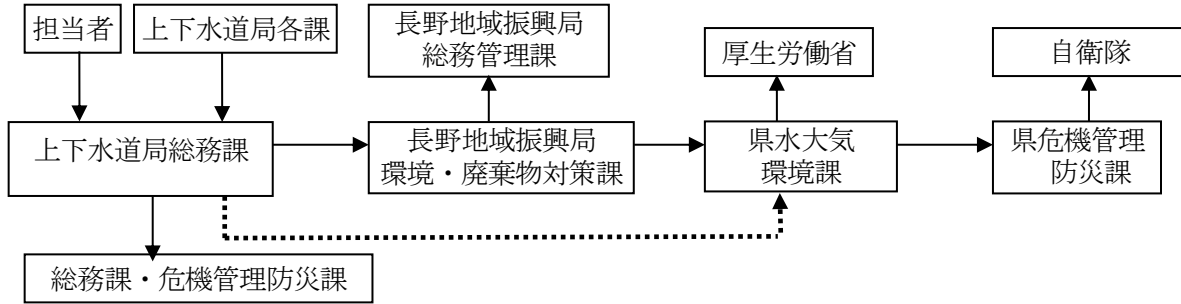 担当者
上下水道局各課
長野地域振興局
総務管理課
厚生労働省
自衛隊
上下水道局総務課
長野地域振興局
環境・廃棄物対策課
県水大気
環境課
県危機管理
防災課
総務課・危機管理防災課